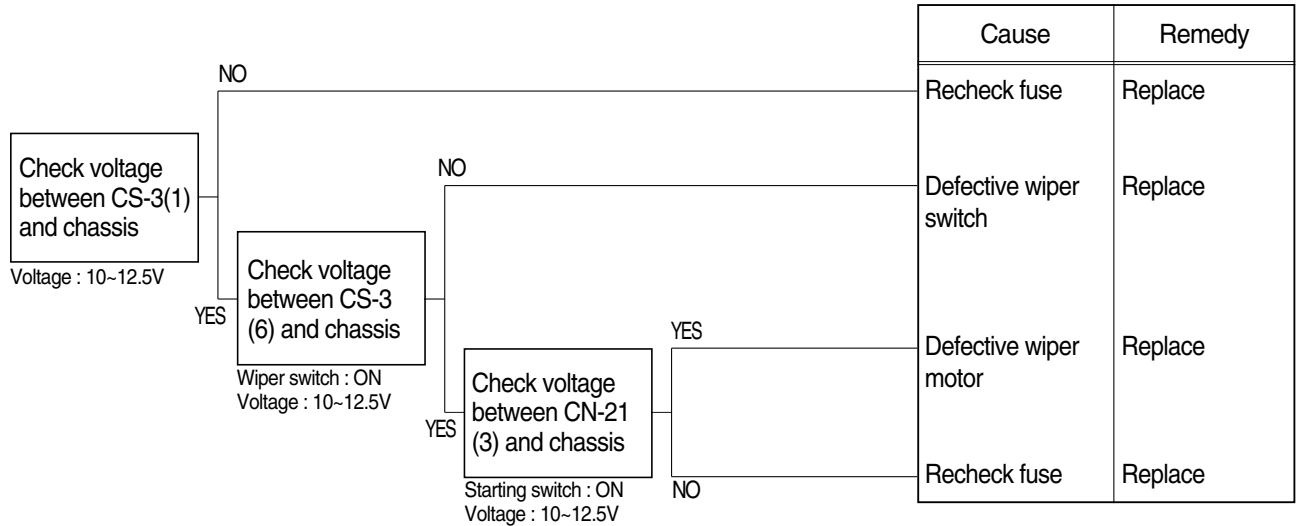 Cause
Remedy
NO
Recheck fuse
Replace
Check voltage
between CS-3(1)
and chassis
Voltage : 10~12.5V
NO
Defective wiper
switch
Replace
YES
Check voltage
between CS-3
(6) and chassis
Wiper switch : ON
Voltage : 10~12.5V
YES
Defective wiper
motor
Replace
YES
Check voltage
between CN-21
(3) and chassis
Starting switch : ON
Voltage : 10~12.5V
NO
Recheck fuse
Replace